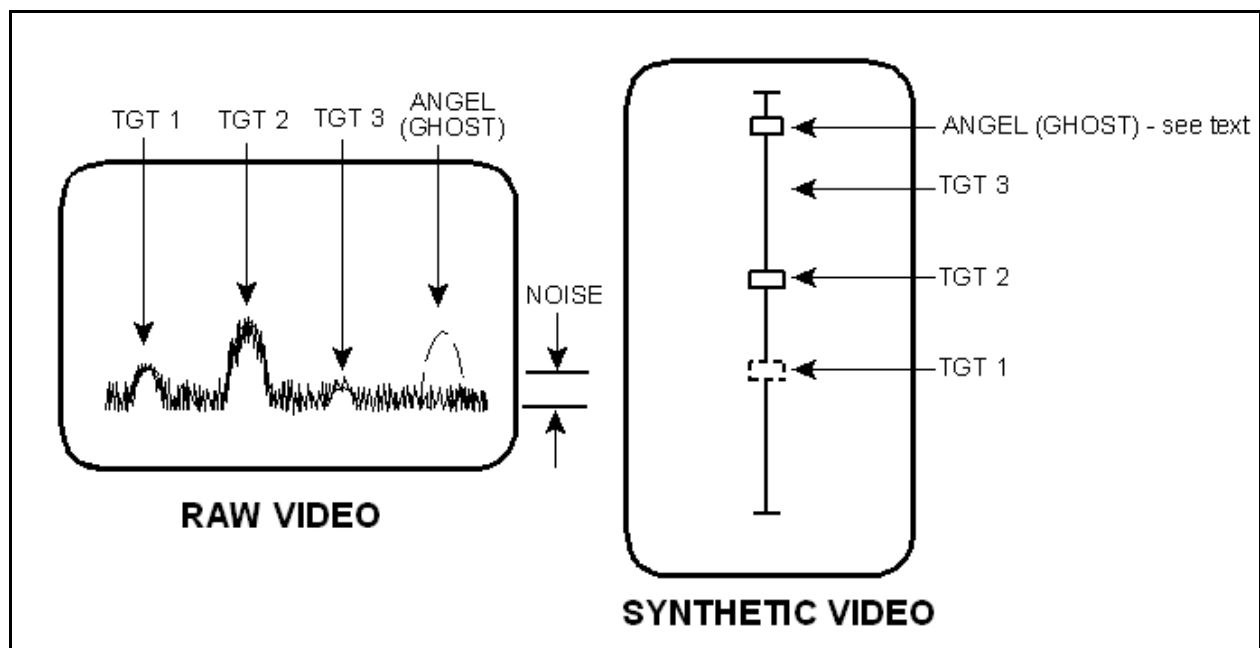 TGT 1
TGT 2
TGT 3
ANGEL
(GHOST)
NOISE
RAW VIDEO
ANGEL (GHOST) - see text
TGT 3
TGT 2
TGT 1
SYNTHETIC VIDEO